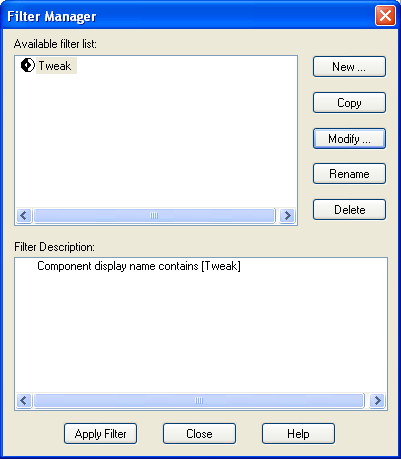 Filter Manager
Available filter list:
Tweak
New ...
Copy
Modify ...
Rename
Delete
Filter Description:
Component display name contains [Tweak]
Apply Filter
Close
Help